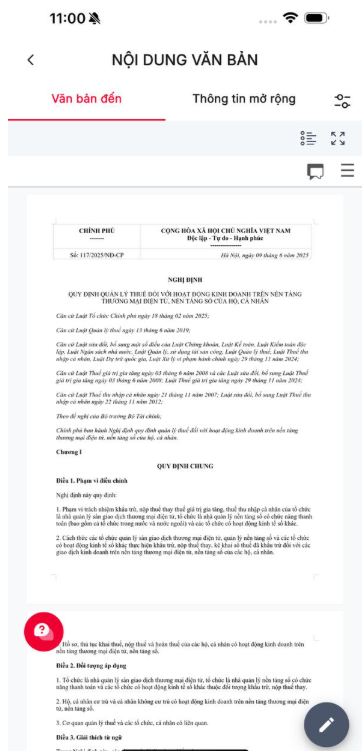 11:00
NỘI DUNG VĂN BẢN
Văn bản đến
Thông tin mở rộng
CHÍNH PHỦ
CỘNG HÒA XÃ HỘI CHỦ NGHĨA VIỆT NAM
Độc lập - Tự do - Hạnh phúc
Số: 117/2025/NĐ-CP
Hà Nội, ngày 09 tháng 6 năm 2025
NGHỊ ĐỊNH
QUY ĐỊNH QUẢN LÝ THUẾ ĐỐI VỚI HOẠT ĐỘNG KINH DOANH TRÊN NỀN TẢNG
THƯƠNG MẠI ĐIỆN TỬ, NỀN TẢNG SỐ CỦA HỘ, CÁ NHÂN
Căn cứ Luật Tổ chức Chính phủ ngày 18 tháng 02 năm 2025;
Căn cứ Luật Quản lý thuế ngày 13 tháng 6 năm 2019;
Căn cứ Luật sửa đổi, bổ sung một số điều của Luật Chứng khoán, Luật Kế toán, Luật Kiểm toán độc
lập, Luật Ngân sách nhà nước, Luật Quản lý, sử dụng tài sản công, Luật Quản lý thuế, Luật Thuế thu
nhập cá nhân, Luật Dự trữ quốc gia, Luật Xử lý vi phạm hành chính ngày 29 tháng 11 năm 2024;
Căn cứ Luật Thuế giá trị gia tăng ngày 03 tháng 6 năm 2008 và các Luật sửa đổi, bổ sung Luật Thuế
giá trị gia tăng ngày 03 tháng 6 năm 2008; Luật Thuế giá trị gia tăng ngày 29 tháng 11 năm 2024;
Căn cứ Luật Thuế thu nhập cá nhân ngày 21 tháng 11 năm 2007; Luật sửa đổi, bổ sung Luật Thuế thu
nhập cá nhân ngày 22 tháng 11 năm 2012;
Theo đề nghị của Bộ trưởng Bộ Tài chính;
Chính phủ ban hành Nghị định quy định quản lý thuế đối với hoạt động kinh doanh trên nền tảng
thương mại điện tử, nền tảng số của hộ, cá nhân.
Chương I
QUY ĐỊNH CHUNG
Điều 1. Phạm vi điều chỉnh
Nghị định này quy định:
1. Phạm vi trách nhiệm khấu trừ, nộp thuế thay thuế giá trị gia tăng, thuế thu nhập cá nhân của tổ chức
là nhà quản lý sàn giao dịch thương mại điện tử, tổ chức là nhà quản lý nền tảng số có chức năng thanh
toán (bao gồm cả tổ chức trong nước và nước ngoài) và các tổ chức có hoạt động kinh tế số khác.
2. Cách thức các tổ chức quản lý sàn giao dịch thương mại điện tử, quản lý nền tảng số và các tổ chức
có hoạt động kinh tế số khác thực hiện khấu trừ, nộp thuế thay, kê khai số thuế đã khấu trừ đối với các
giao dịch kinh doanh trên nền tảng thương mại điện tử, nền tảng số của hộ, cá nhân.
Hồ sơ, thủ tục khai thuế, nộp thuế và hoàn thuế của các hộ, cá nhân có hoạt động kinh doanh trên
nền tảng thương mại điện tử, nền tảng số.
Điều 2. Đối tượng áp dụng
1. Tổ chức là nhà quản lý sàn giao dịch thương mại điện tử, tổ chức là nhà quản lý nền tảng số có chức
năng thanh toán và các tổ chức có hoạt động kinh tế số khác thuộc đối tượng khấu trừ, nộp thuế thay.
2. Hộ, cá nhân cư trú và cá nhân không cư trú có hoạt động kinh doanh trên nền tảng thương mại điện
tử, nền tảng số.
3. Cơ quan quản lý thuế và các tổ chức, cá nhân có liên quan.
Điều 3. Giải thích từ ngữ